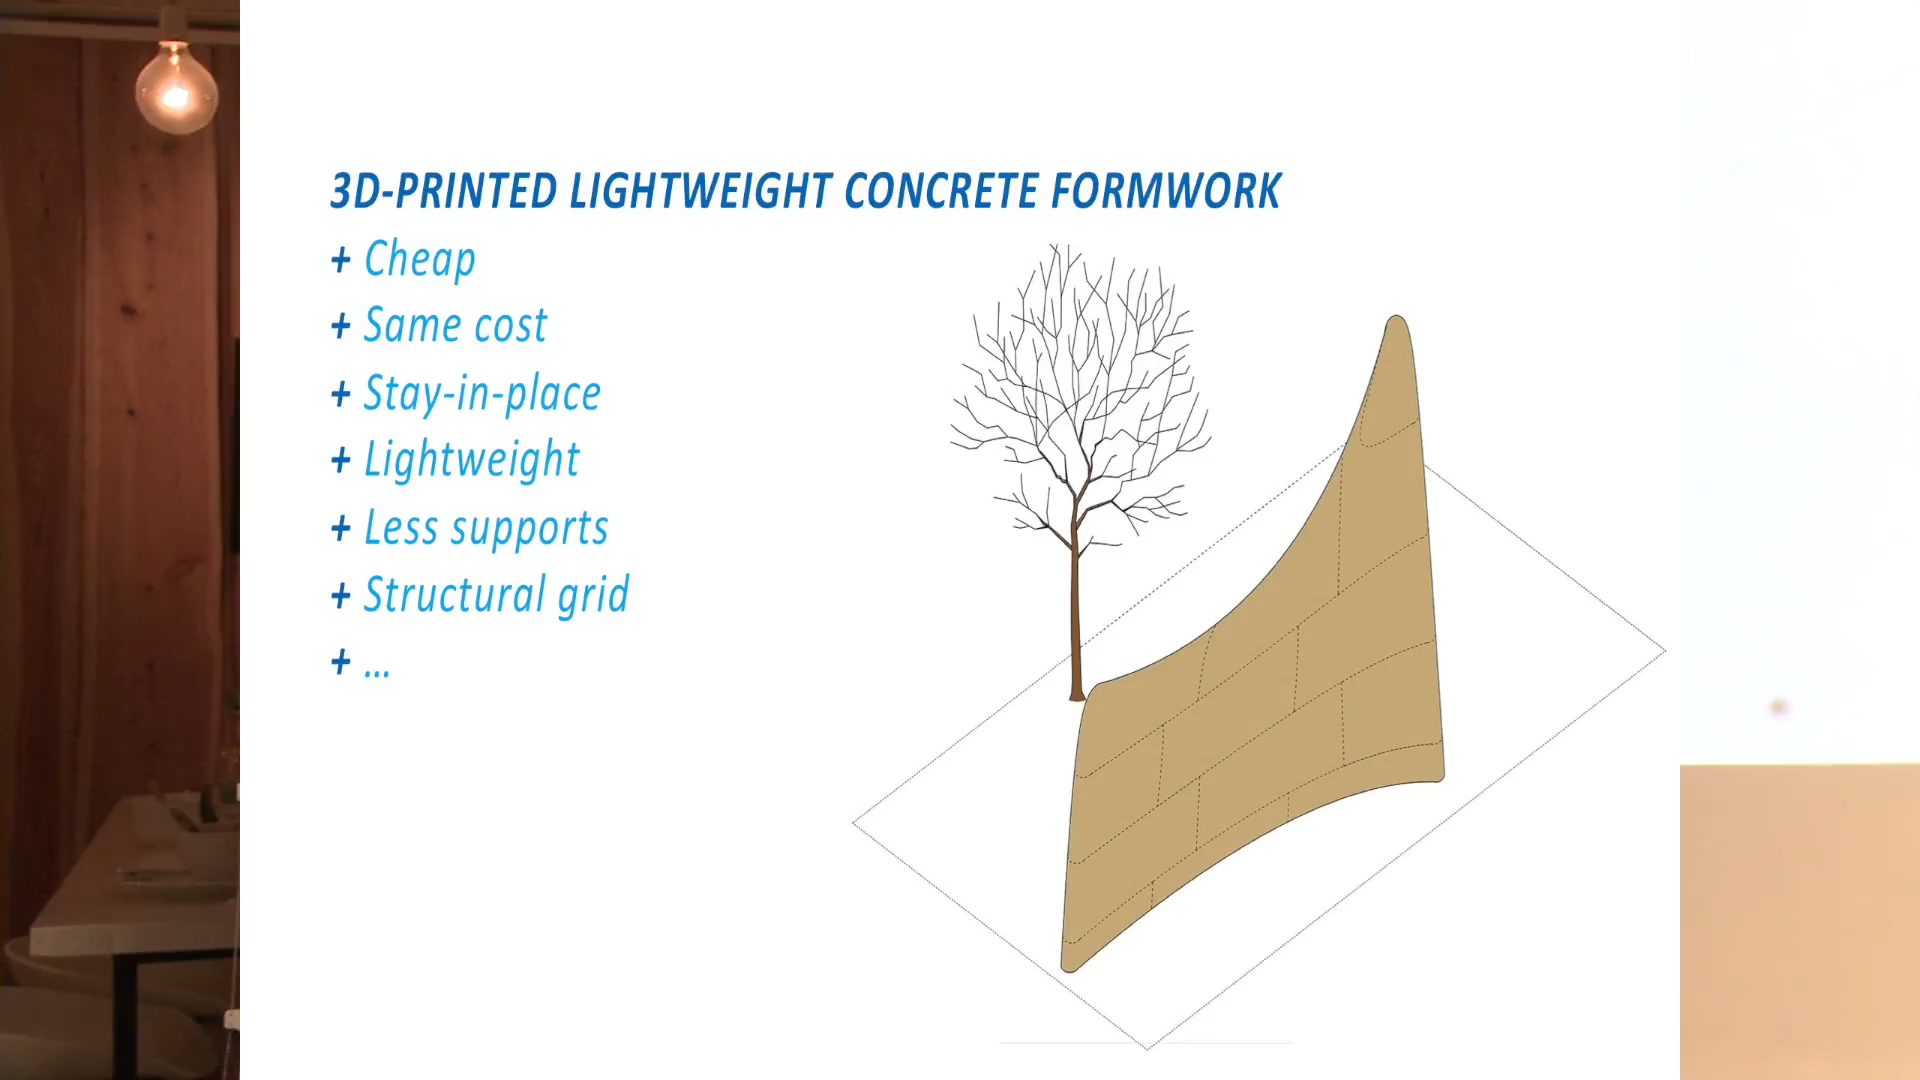 3D-PRINTED LIGHTWEIGHT CONCRETE FORMWORK
+ Cheap
+ Same cost
+ Stay-in-place
+ Lightweight
+ Less supports
+ Structural grid
+ ...